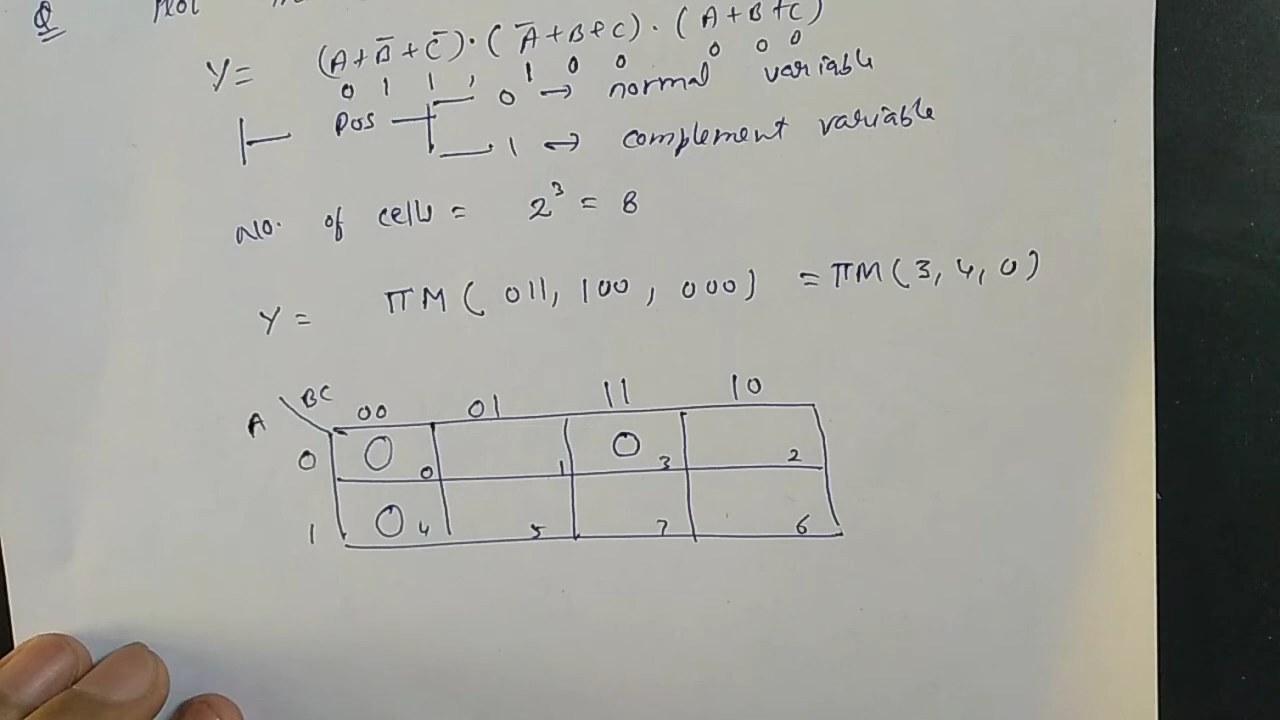 Q Plot
Y = (A+B̄+C̄)·(Ā+B+C)·(A+B+C)
0 1 1 , 1 0 0 0 0 0
POS 0 → normal variable
1 → complement variable
No. of cells = 2³ = 8
Y = πM(011, 100, 000) = πM(3, 4, 0)
A BC 00 01 11 10
0 0 0 1 0 3 2
1 0 4 5 7 6